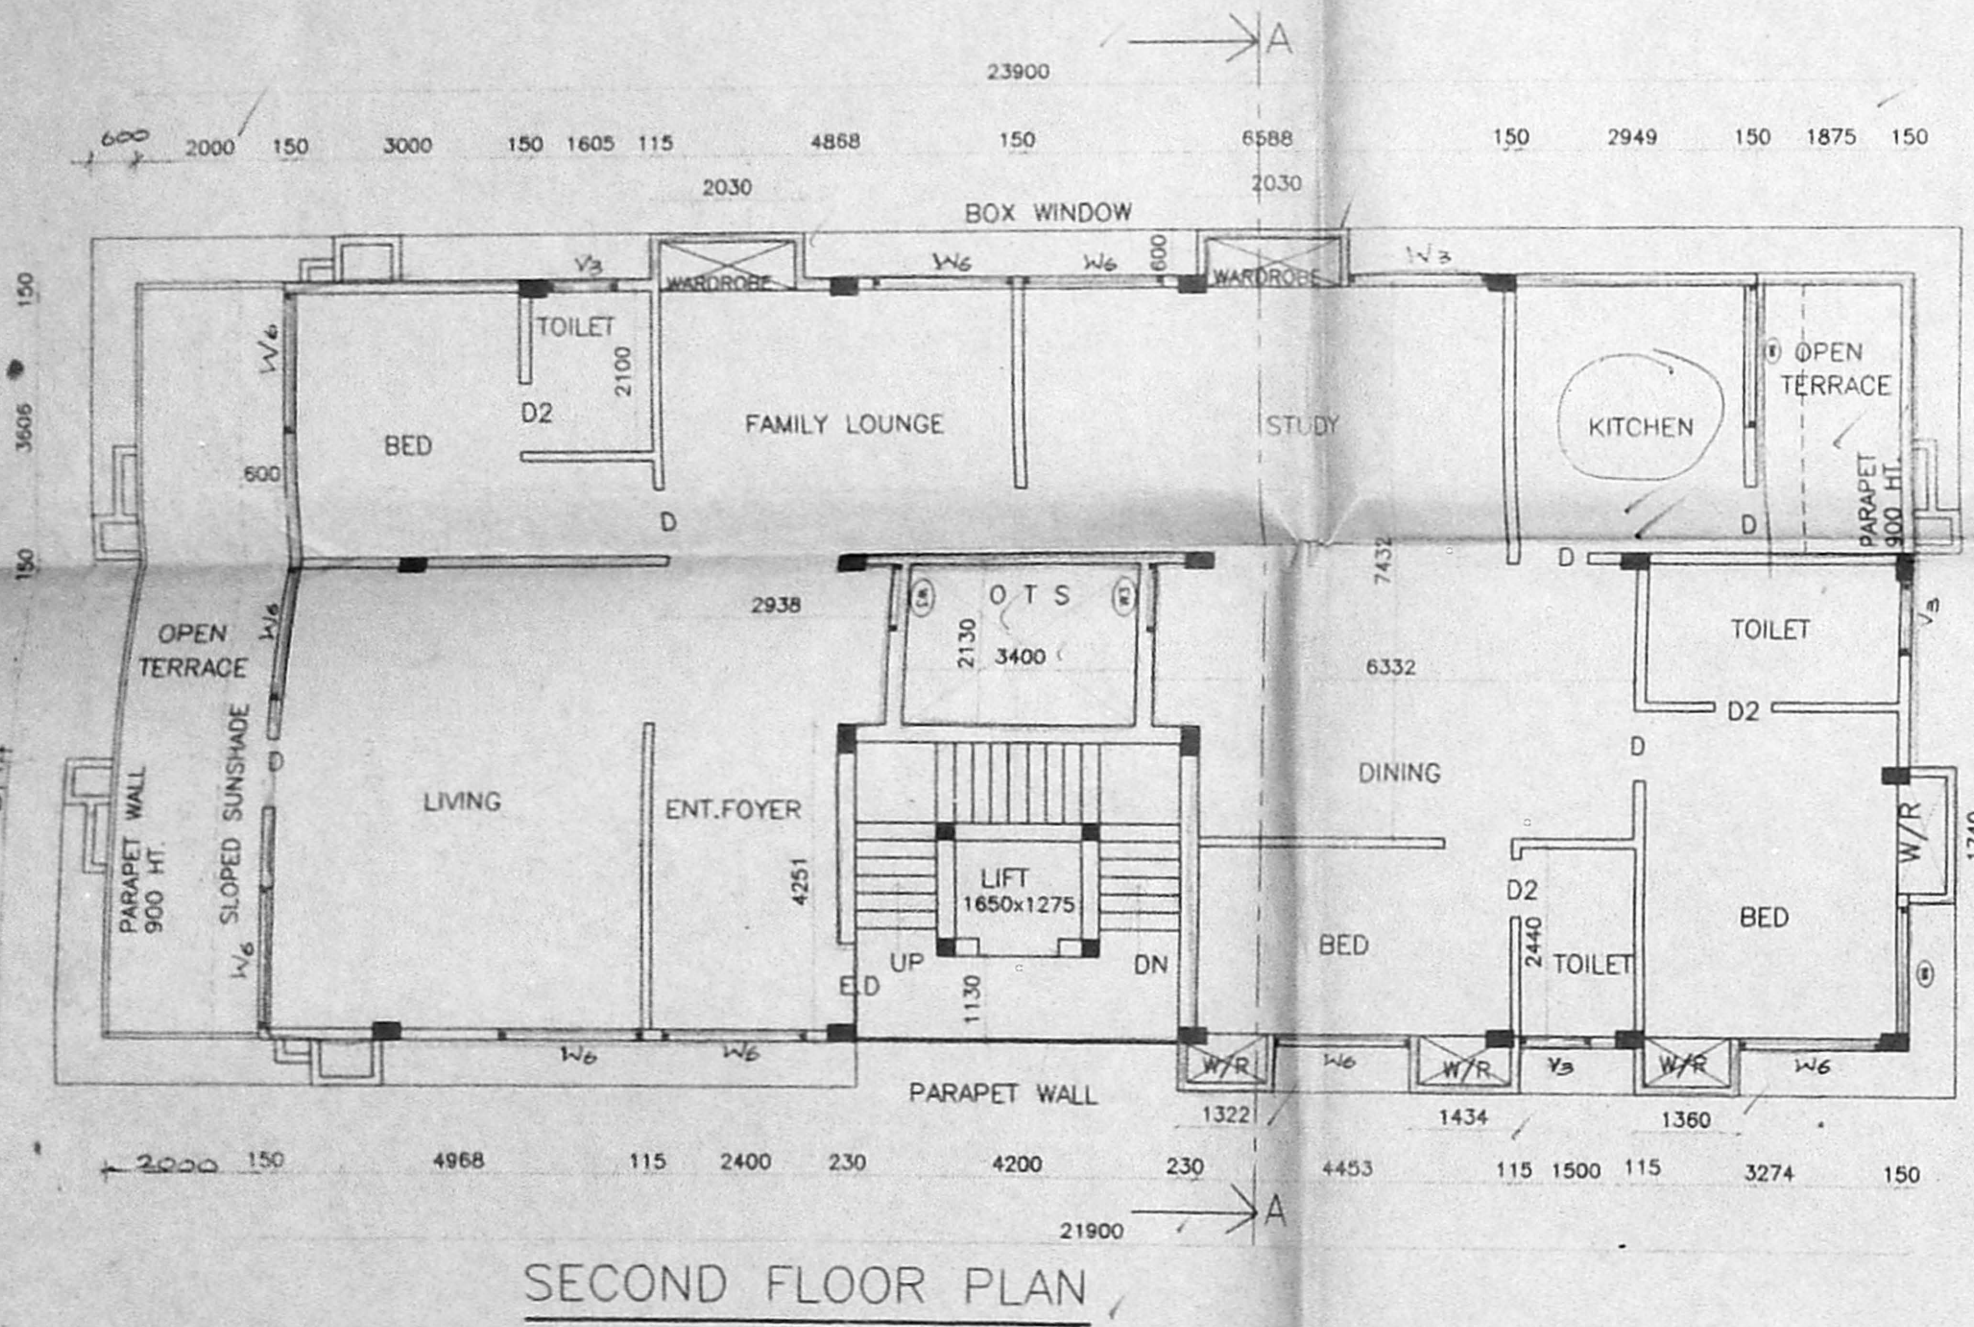 A
23900
600 2000 150 3000 150 1605 115 4868 150 6588 150 2949 150 1875 150
2030 2030
BOX WINDOW
150
V3
WARDROBE
W6
W6
600
WARDROBE
W3
TOILET
W6
2100
D2
OPEN
TERRACE
3606
BED
FAMILY LOUNGE
STUDY
KITCHEN
600
PARAPET
900 HT.
D
D
150
D
7432
2938
O T S
W3
V3
OPEN
TERRACE
W6
2130
3400
TOILET
6332
D2
D
D
DINING
SLOPED SUNSHADE
PARAPET WALL
900 HT.
LIVING
ENT.FOYER
W/R
1740
4251
LIFT
1650x1275
D2
BED
BED
2440
TOILET
W6
UP
DN
E.D
1130
W6
W6
W/R
W6
W/R
V3
W/R
W6
PARAPET WALL
1322 1434 1360
2000 150 4968 115 2400 230 4200 230 4453 115 1500 115 3274 150
A
21900
SECOND FLOOR PLAN